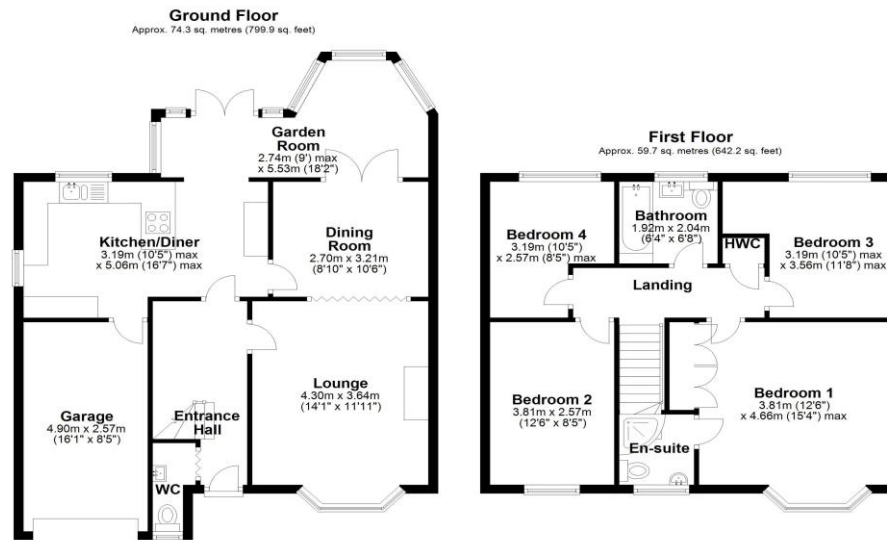 Ground Floor
Approx. 74.3 sq. metres (799.9 sq. feet)
Garden
Room
2.74m (9') max
x 5.53m (18'2")
Kitchen/Diner
3.19m (10'5") max
x 5.06m (16'7") max
Dining
Room
2.70m x 3.21m
(8'10" x 10'6")
Lounge
4.30m x 3.64m
(14'1" x 11'11")
Garage
4.90m x 2.57m
(16'1" x 8'5")
Entrance
Hall
WC
First Floor
Approx. 59.7 sq. metres (642.2 sq. feet)
Bedroom 4
3.19m (10'5")
x 2.57m (8'5") max
Bathroom
1.92m x 2.04m
(6'4" x 6'8")
HWC
Bedroom 3
3.19m (10'5") max
x 3.56m (11'8") max
Landing
Bedroom 2
3.81m x 2.57m
(12'6" x 8'5")
Bedroom 1
3.81m (12'6")
x 4.66m (15'4") max
En-suite